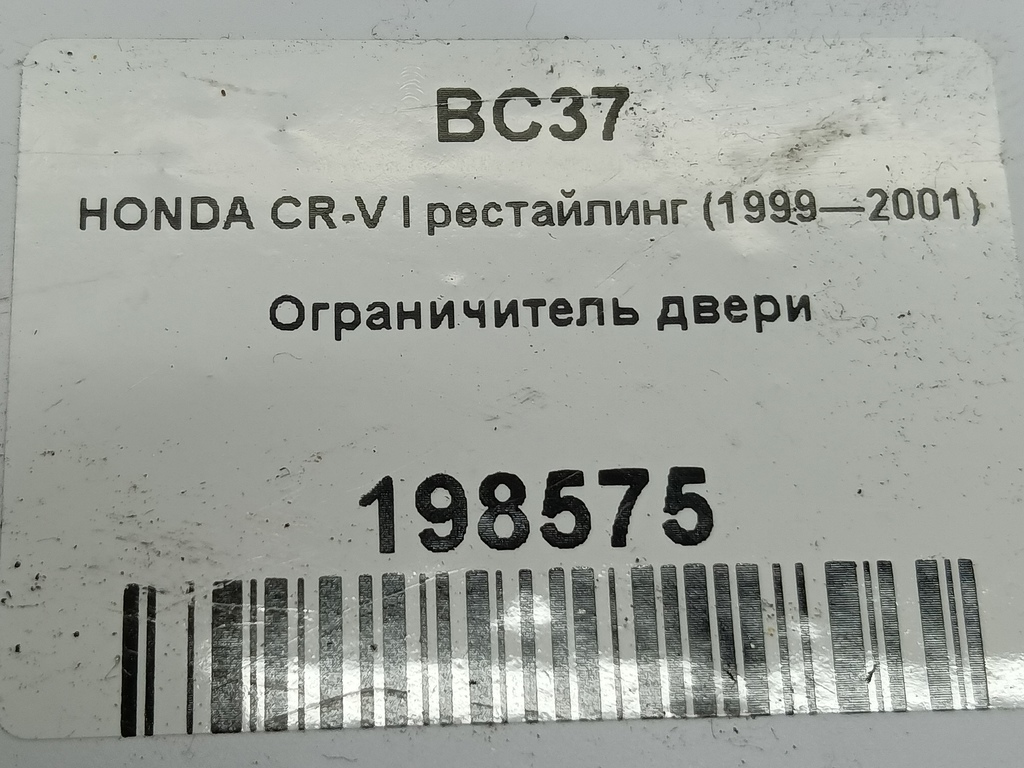 BC37
HONDA CR-V I рестайлинг (1999—2001)
Ограничитель двери
198575